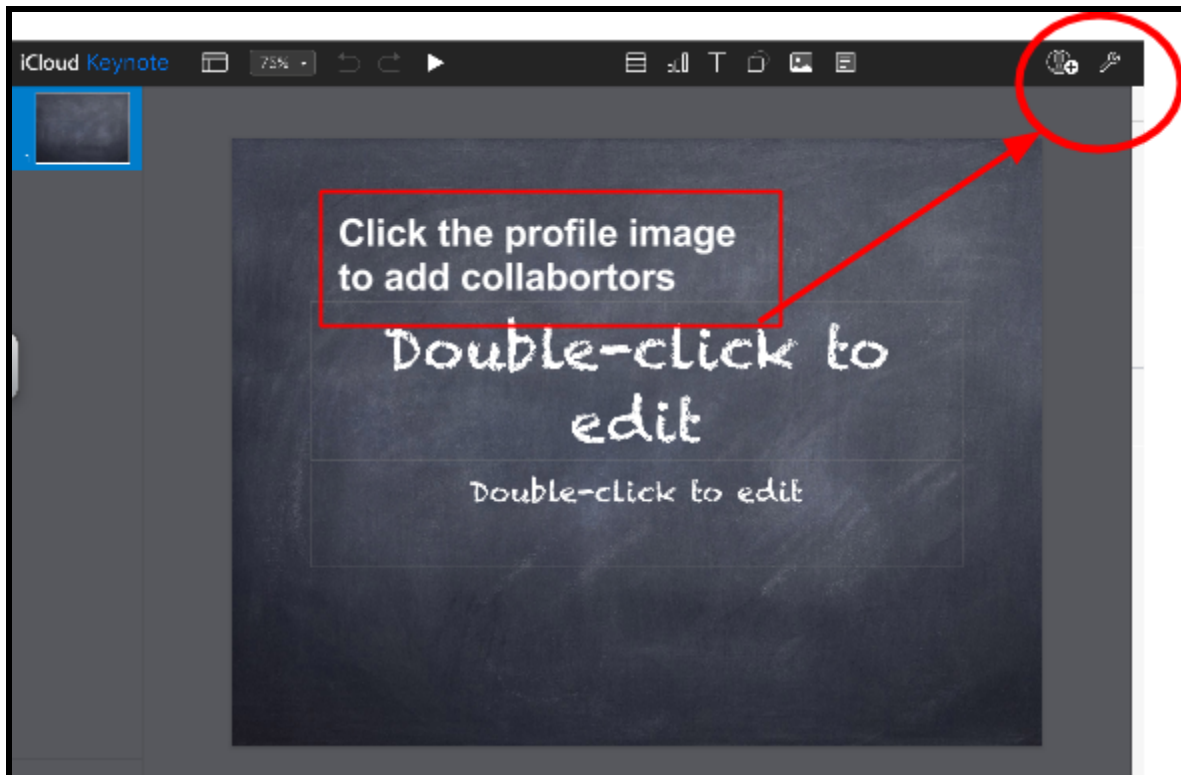 iCloud Keynote
75%
T
Click the profile image
to add collabortors
Double-click to
edit
Double-click to edit